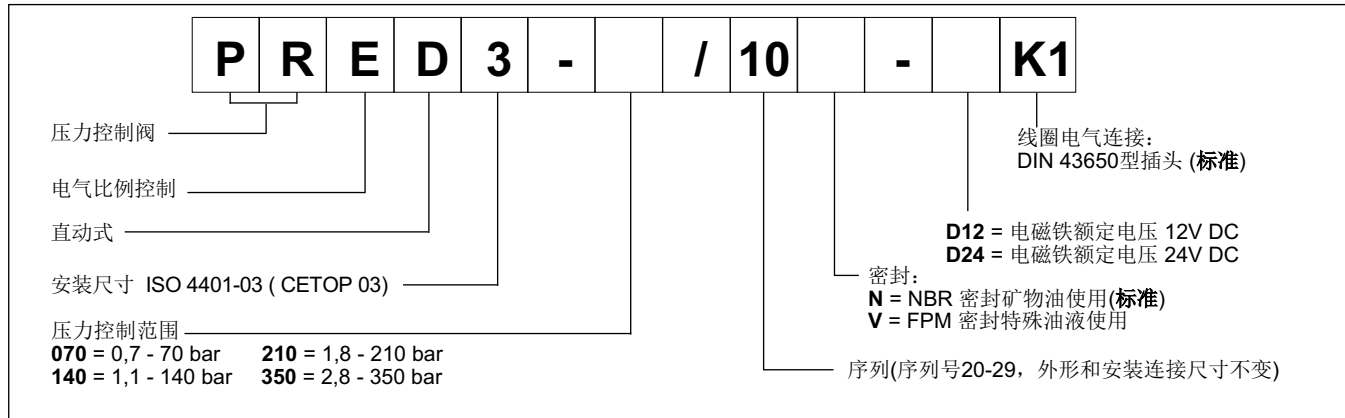 P R E D 3 - / 10 - K1
压力控制阀
电气比例控制
直动式
安装尺寸 ISO 4401-03 ( CETOP 03)
压力控制范围
070 = 0,7 - 70 bar 210 = 1,8 - 210 bar
140 = 1,1 - 140 bar 350 = 2,8 - 350 bar
线圈电气连接:
DIN 43650型插头 (标准)
D12 = 电磁铁额定电压 12V DC
D24 = 电磁铁额定电压 24V DC
密封:
N = NBR 密封矿物油使用(标准)
V = FPM 密封特殊油液使用
序列(序列号20-29，外形和安装连接尺寸不变)